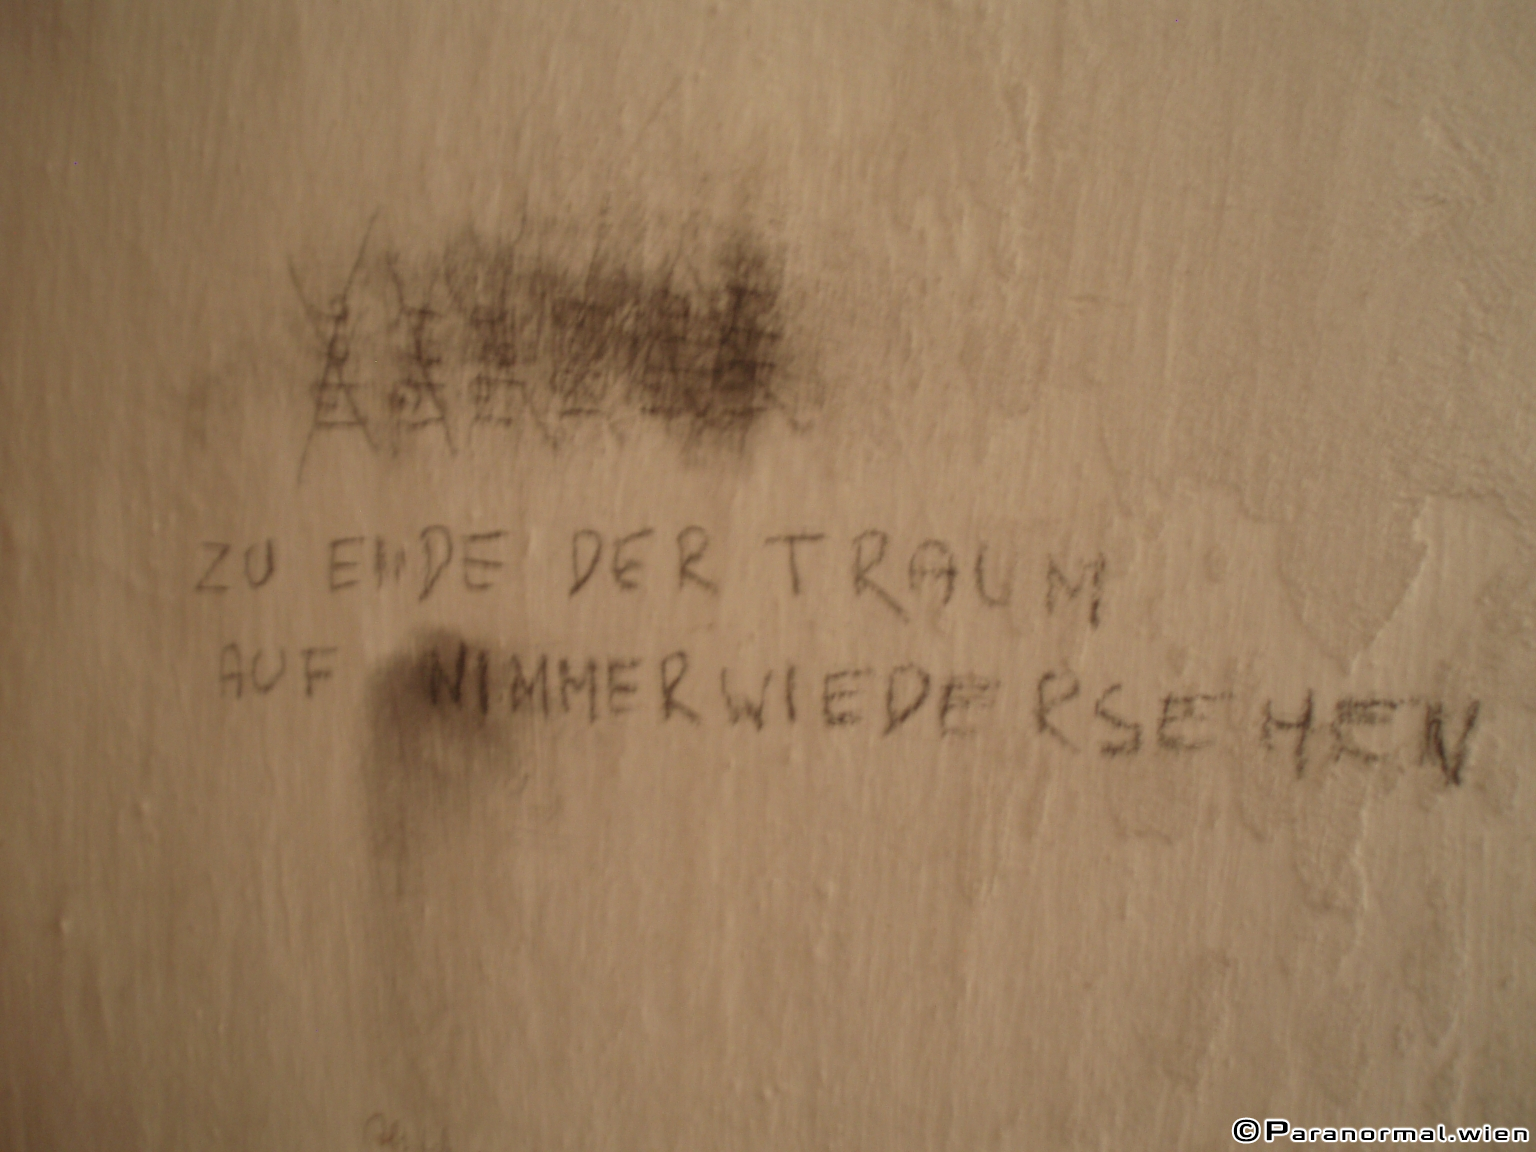 ZU ENDE DER TRAUM
AUF NIMMERWIEDERSEHEN
©Paranormal.wien